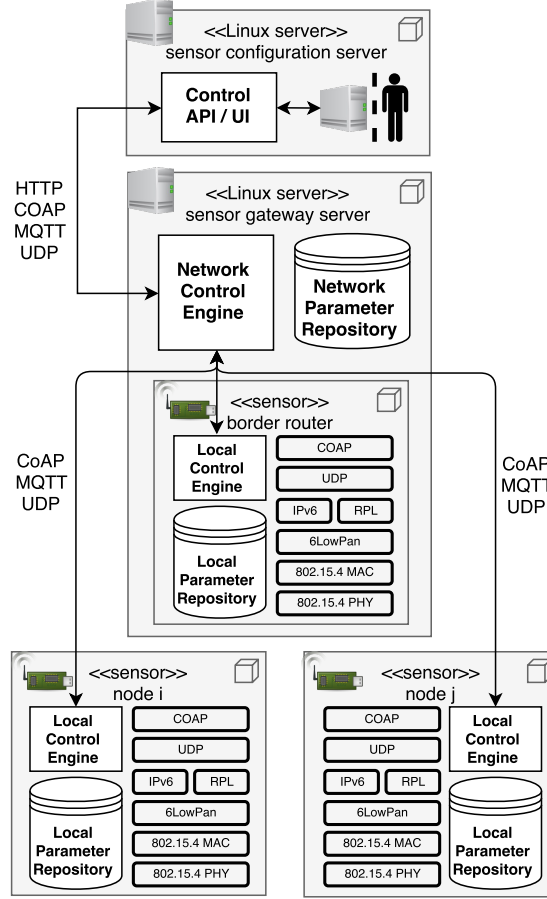 <<Linux server>>
sensor configuration server
Control
API / UI
HTTP
COAP
MQTT
UDP
<<Linux server>>
sensor gateway server
Network
Control
Engine
Network
Parameter
Repository
<<sensor>>
border router
Local
Control
Engine
Local
Parameter
Repository
COAP
UDP
IPv6
RPL
6LowPan
802.15.4 MAC
802.15.4 PHY
CoAP
MQTT
UDP
CoAP
MQTT
UDP
<<sensor>>
node i
Local
Control
Engine
Local
Parameter
Repository
COAP
UDP
IPv6
RPL
6LowPan
802.15.4 MAC
802.15.4 PHY
<<sensor>>
node j
COAP
UDP
IPv6
RPL
6LowPan
802.15.4 MAC
802.15.4 PHY
Local
Control
Engine
Local
Parameter
Repository